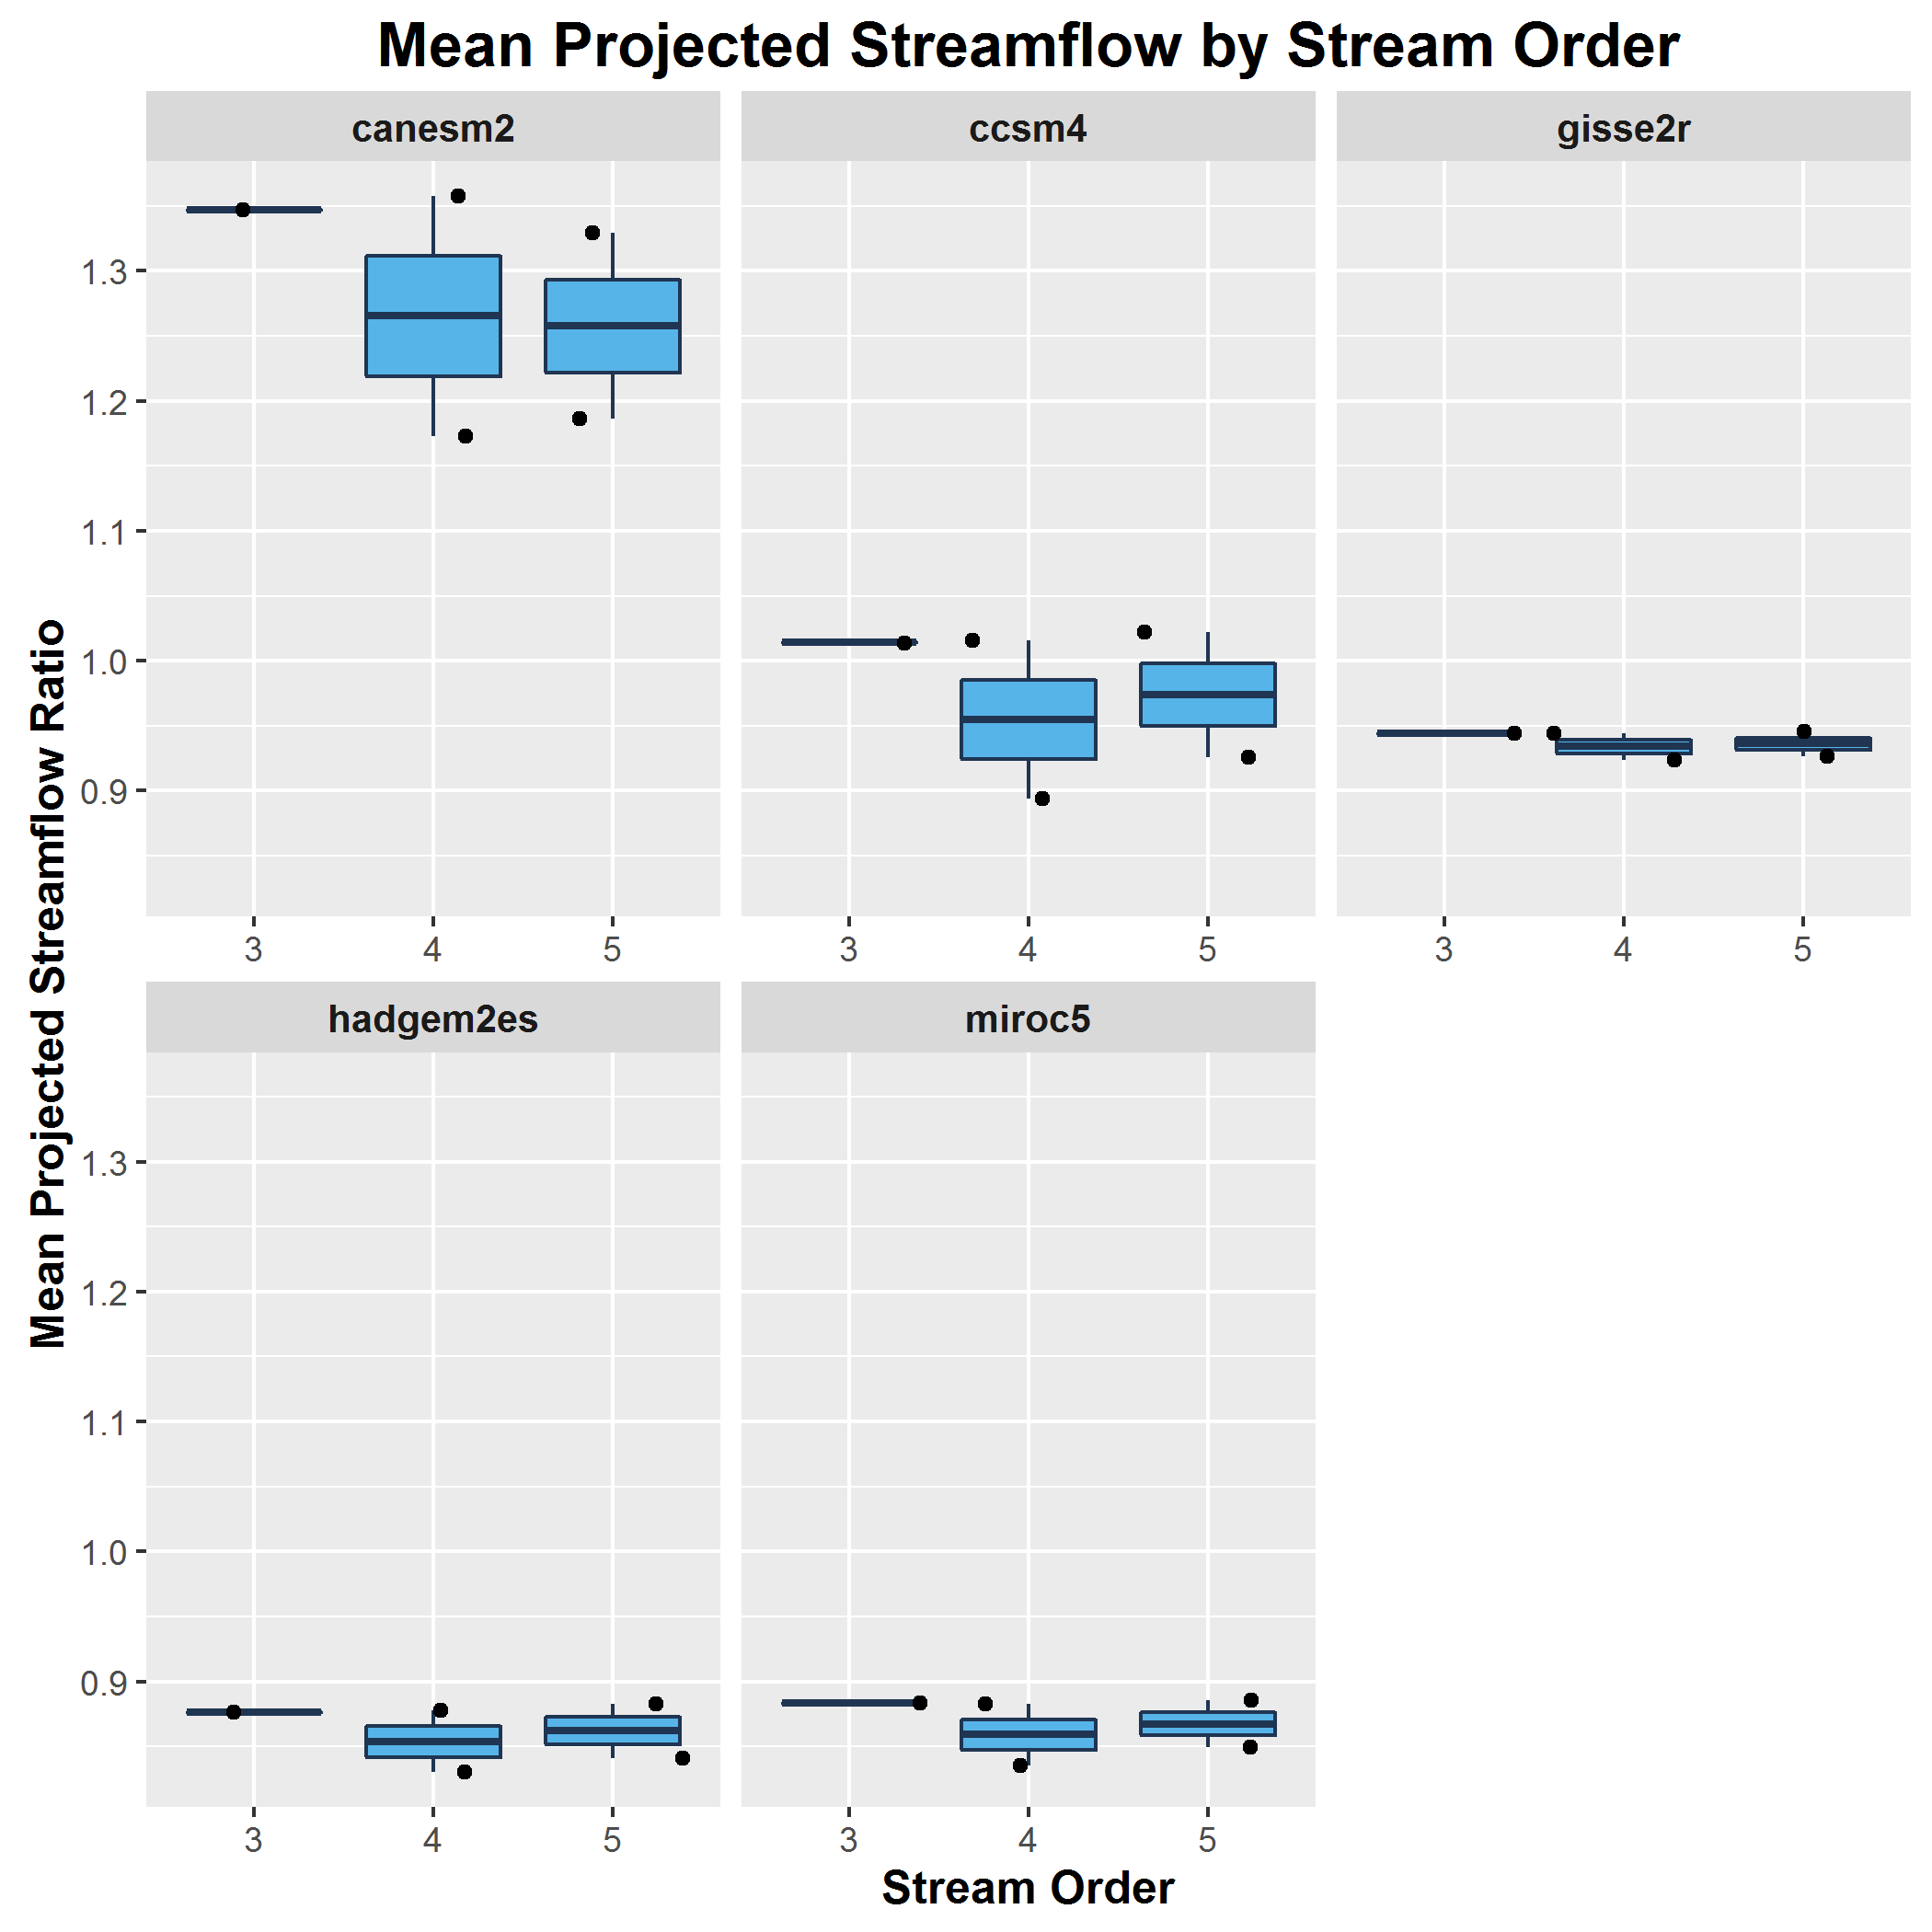 Mean Projected Streamflow by Stream Order
canesm2
ccsm4
gisse2r
Mean Projected Streamflow Ratio
1.3
1.2
1.1
1.0
0.9
3 4 5
3 4 5
3 4 5
hadgem2es
miroc5
1.3
1.2
1.1
1.0
0.9
3 4 5
3 4 5
Stream Order